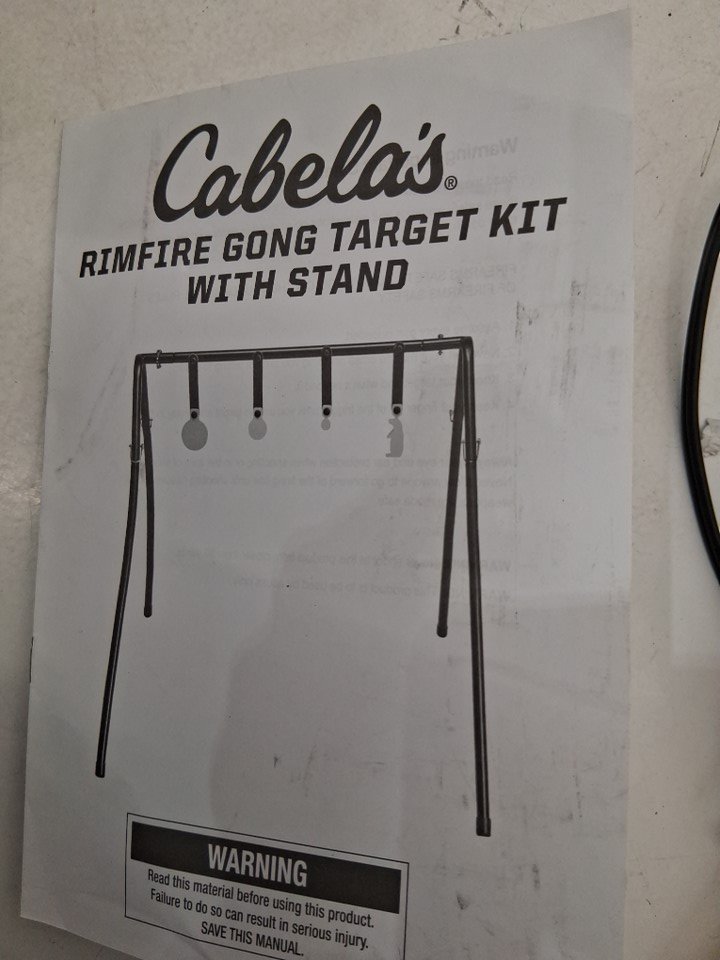 Cabela's®
RIMFIRE GONG TARGET KIT
WITH STAND
WARNING
Read this material before using this product.
Failure to do so can result in serious injury.
SAVE THIS MANUAL.